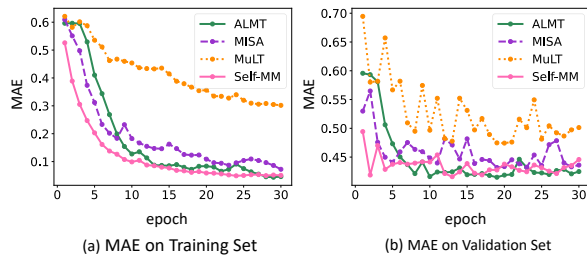 0.6
0.5
0.4
0.3
0.2
0.1
MAE
0 5 10 15 20 25 30
epoch
ALMT
MISA
MuLT
Self-MM
(a) MAE on Training Set
0.70
0.65
0.60
0.55
0.50
0.45
MAE
0 5 10 15 20 25 30
epoch
ALMT
MISA
MuLT
Self-MM
(b) MAE on Validation Set